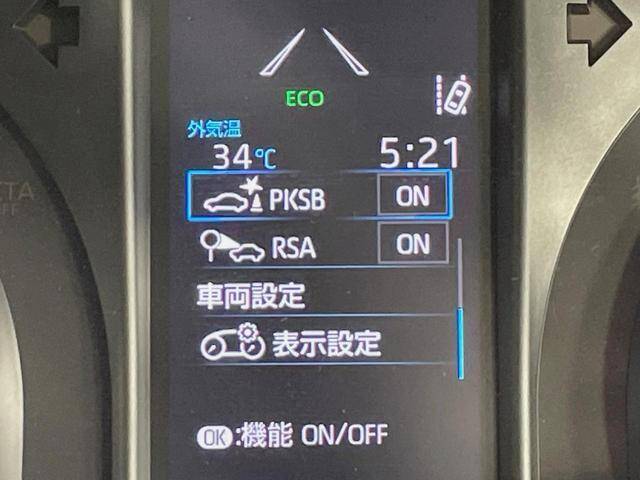 ECO
外気温
34℃ 5:21
PKSB ON
RSA ON
車両設定
表示設定
OK:機能 ON/OFF